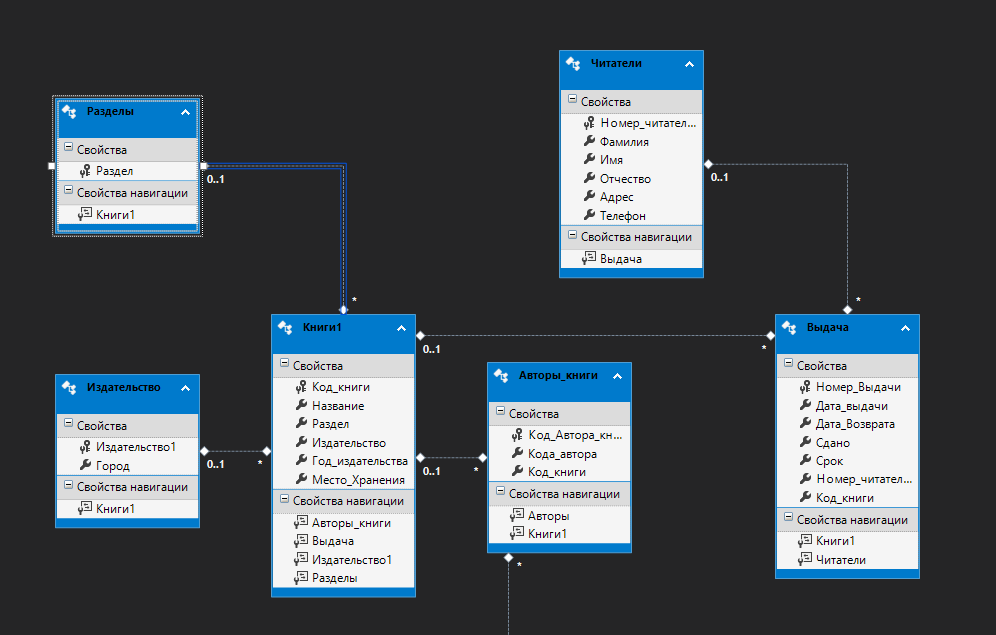 Разделы
Свойства
Раздел
Свойства навигации
Книги1
0..1
*
Читатели
Свойства
Номер_читател...
Фамилия
Имя
Отчество
Адрес
Телефон
Свойства навигации
Выдача
0..1
*
Издательство
Свойства
Издательство1
Город
Свойства навигации
Книги1
0..1
*
Книги1
Свойства
Код_книги
Название
Раздел
Издательство
Год_издательства
Место_Хранения
Свойства навигации
Авторы_книги
Выдача
Издательство1
Разделы
0..1
*
0..1
*
Авторы_книги
Свойства
Код_Автора_кн...
Кода_автора
Код_книги
Свойства навигации
Авторы
Книги1
*
Выдача
Свойства
Номер_Выдачи
Дата_выдачи
Дата_Возврата
Сдано
Срок
Номер_читател...
Код_книги
Свойства навигации
Книги1
Читатели